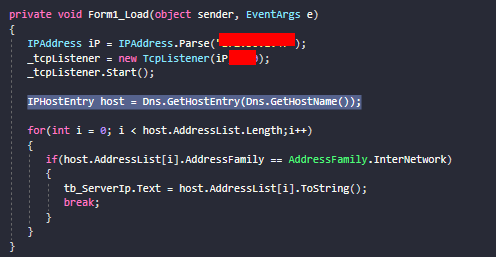 private void Form1_Load(object sender, EventArgs e)
{
IPAddress iP = IPAddress.Parse(" );
_tcpListener = new TcpListener(iP );
_tcpListener.Start();
IPHostEntry host = Dns.GetHostEntry(Dns.GetHostName());
for(int i = 0; i < host.AddressList.Length;i++)
{
if(host.AddressList[i].AddressFamily == AddressFamily.InterNetwork)
{
tb_ServerIp.Text = host.AddressList[i].ToString();
break;
}
}
}